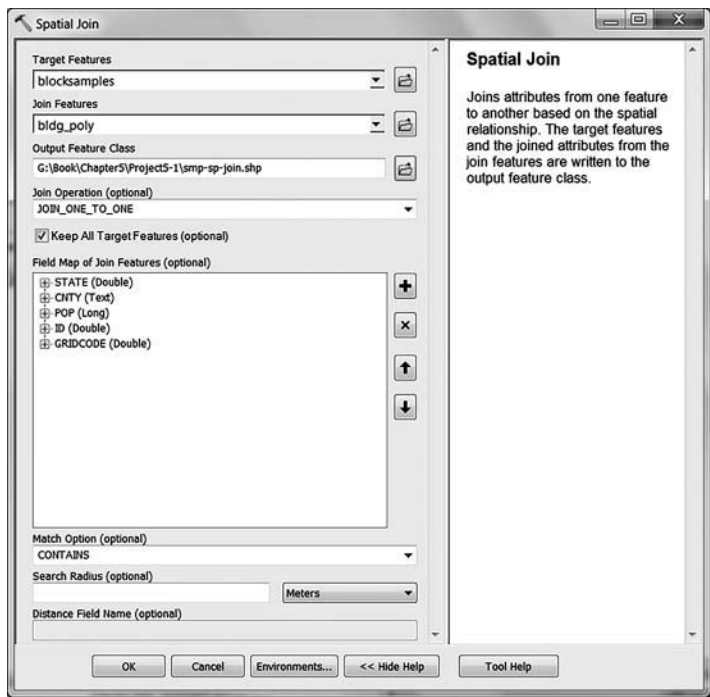 Spatial Join
Target Features
blocksamples
Join Features
bldg_poly
Output Feature Class
G:\Book\Chapter5\Project5-1\smp-sp-join.shp
Join Operation (optional)
JOIN_ONE_TO_ONE
Keep All Target Features (optional)
Field Map of Join Features (optional)
STATE (Double)
CNTY (Text)
POP (Long)
ID (Double)
GRIDCODE (Double)
Match Option (optional)
CONTAINS
Search Radius (optional)
Meters
Distance Field Name (optional)
OK
Cancel
Environments...
<< Hide Help
Tool Help
Spatial Join
Joins attributes from one feature
to another based on the spatial
relationship. The target features
and the joined attributes from the
join features are written to the
output feature class.